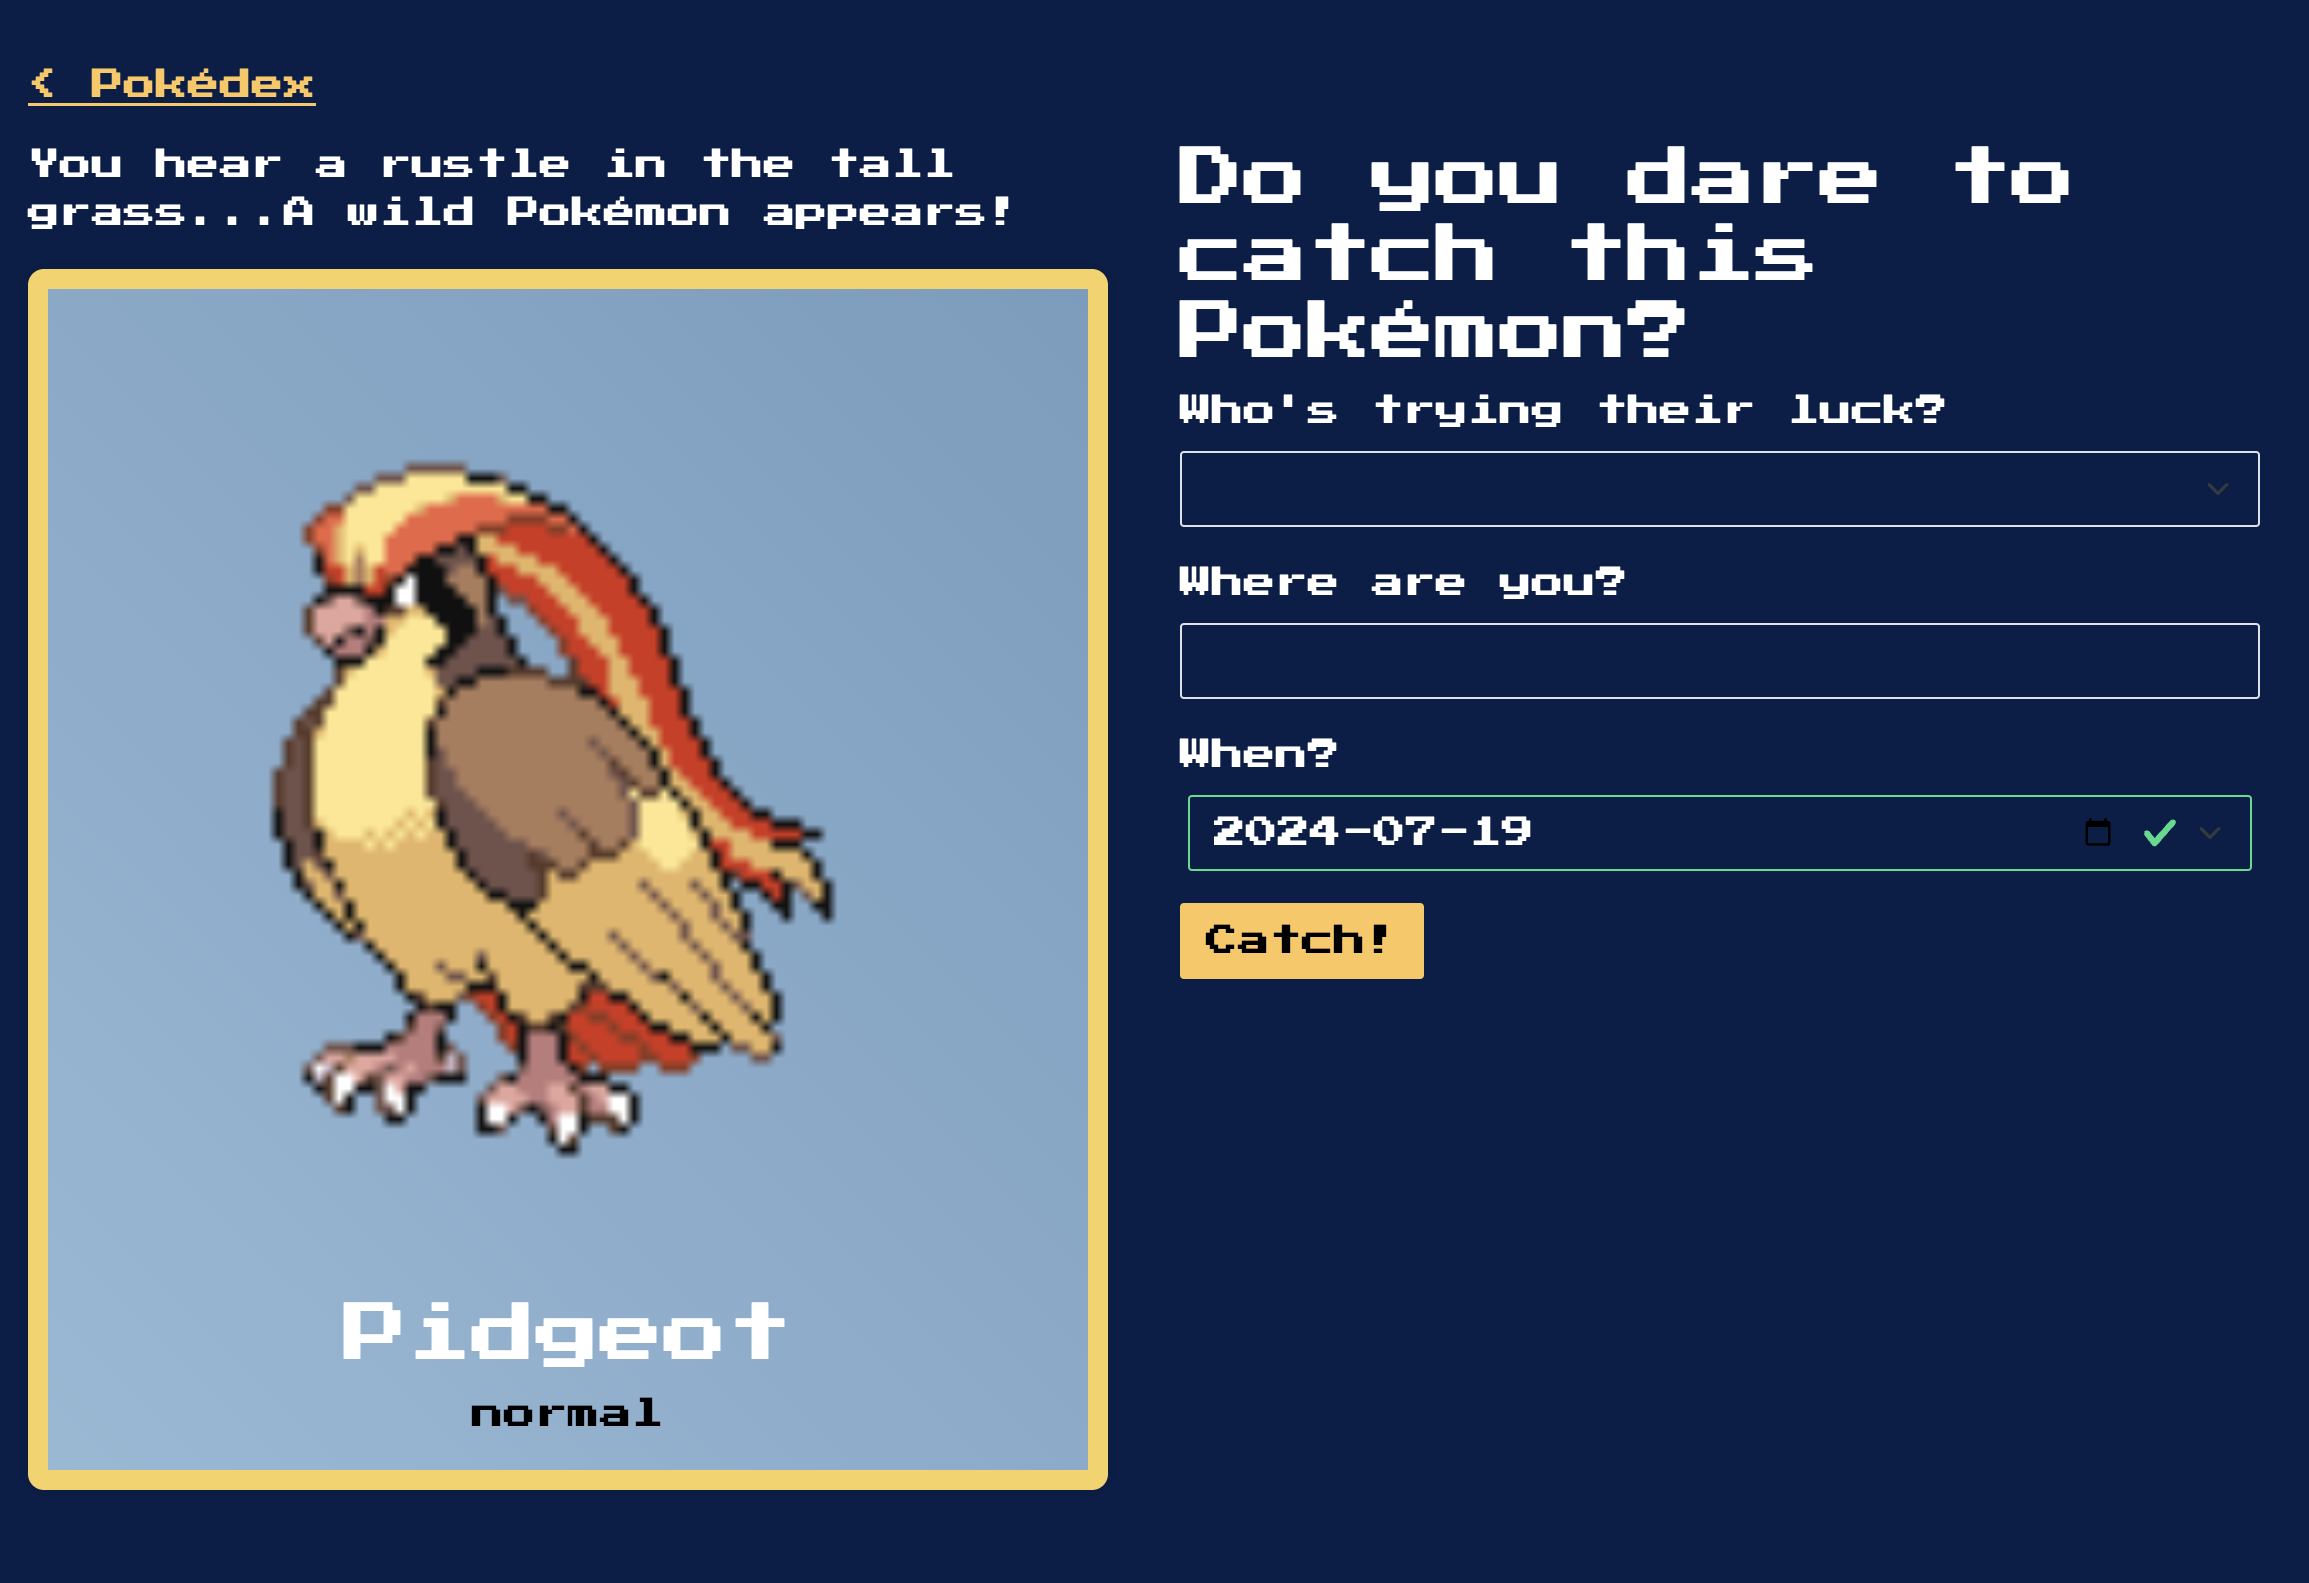 < Pokédex
You hear a rustle in the tall
grass...A wild Pokémon appears!
Pidgeot
normal
Do you dare to
catch this
Pokémon?
Who's trying their luck?
Where are you?
When?
2024-07-19
Catch!